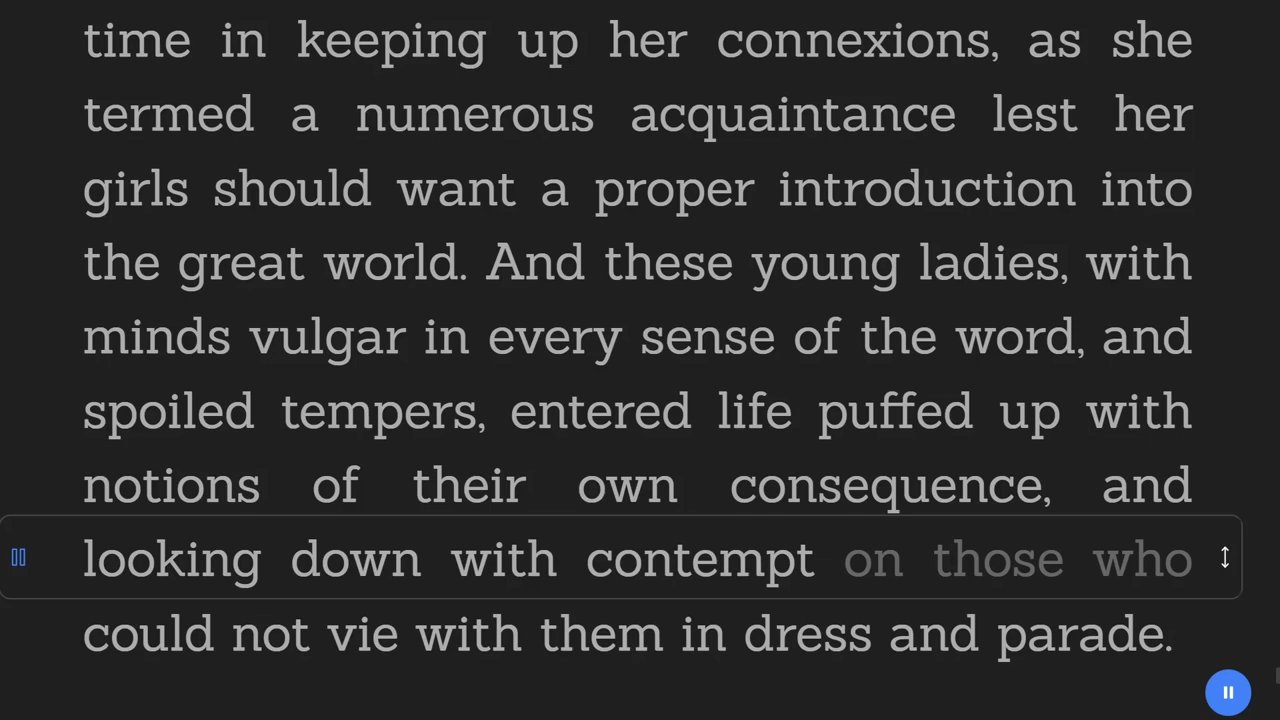 time in keeping up her connexions, as she
termed a numerous acquaintance lest her
girls should want a proper introduction into
the great world. And these young ladies, with
minds vulgar in every sense of the word, and
spoiled tempers, entered life puffed up with
notions of their own consequence, and
looking down with contempt on those who
could not vie with them in dress and parade.